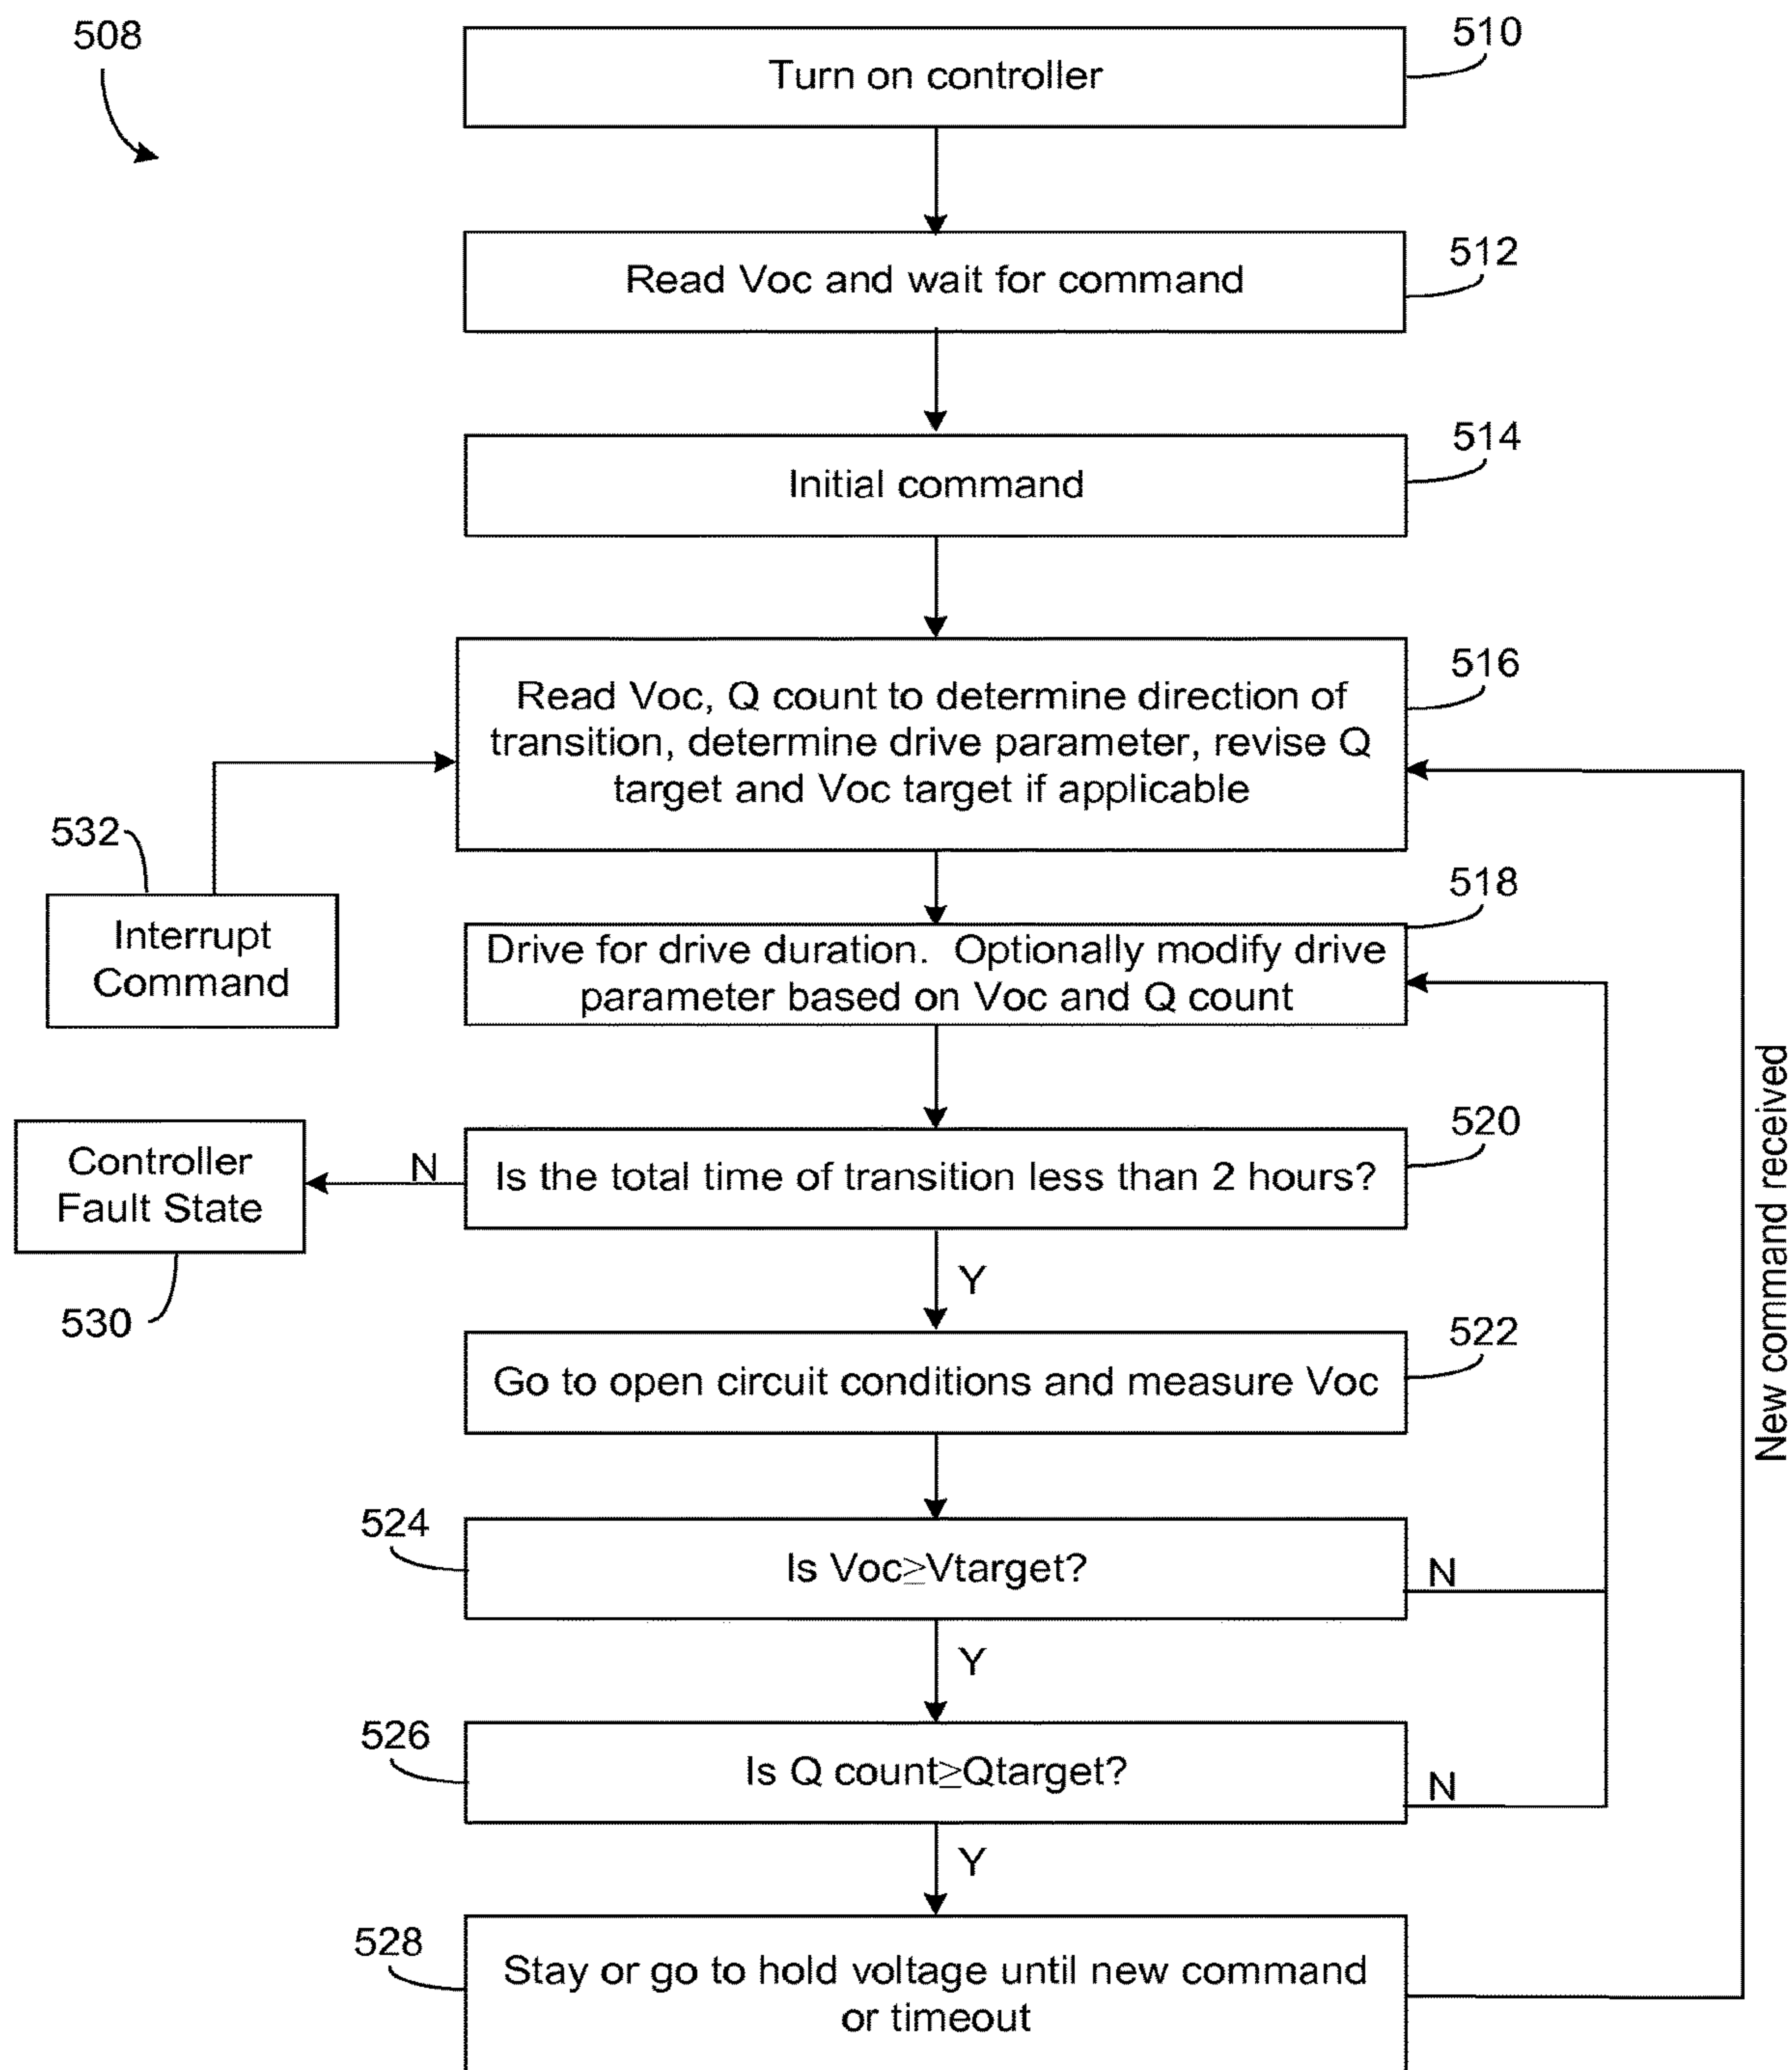 508
510
Turn on controller
512
Read Voc and wait for command
514
Initial command
516
Read Voc, Q count to determine direction of
transition, determine drive parameter, revise Q
target and Voc target if applicable
532
Interrupt
Command
518
Drive for drive duration. Optionally modify drive
parameter based on Voc and Q count
520
Is the total time of transition less than 2 hours?
N
Controller
Fault State
530
Y
522
Go to open circuit conditions and measure Voc
New command received
524
Is Voc≥Vtarget?
N
Y
526
Is Q count≥Qtarget?
N
Y
528
Stay or go to hold voltage until new command
or timeout